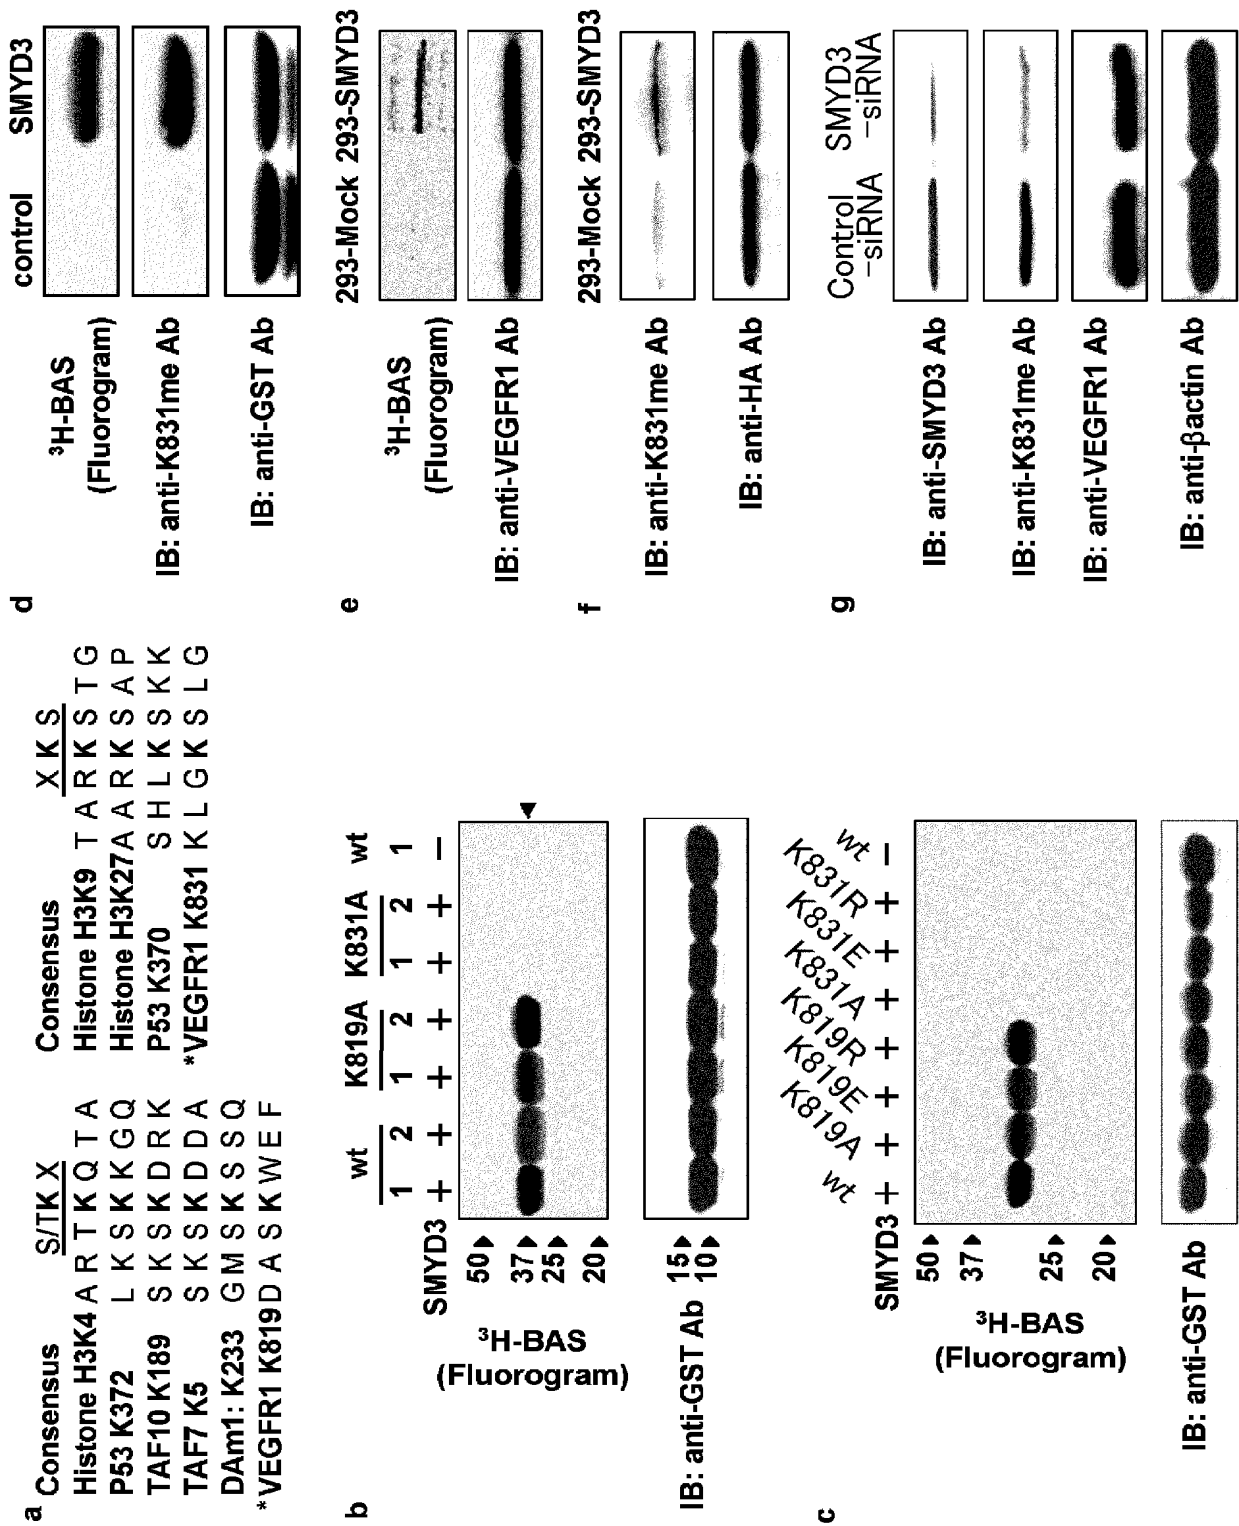 a
Consensus S/TK X
Histone H3K4 A R T K Q T A
P53 K372 L K S K K G Q
TAF10 K189 S K S K D R K
TAF7 K5 S K S K D D A
DAm1: K233 G M S K S S Q
*VEGFR1 K819 D A S K W E F
Consensus X K S
Histone H3K9 T A R K S T G
Histone H3K27 A A R K S A P
P53 K370 S H L K S K K
*VEGFR1 K831 K L G K S L G
b
wt K819A K831A wt
1 2 1 2 1 2 1
SMYD3 + + + + + + −
50
37
25
20
³H-BAS
(Fluorogram)
15
10
IB: anti-GST Ab
c
wt K819A K819E K819R K831A K831E K831R wt
SMYD3 + + + + + + + −
50
37
25
20
³H-BAS
(Fluorogram)
IB: anti-GST Ab
d
control SMYD3
³H-BAS
(Fluorogram)
IB: anti-K831me Ab
IB: anti-GST Ab
e
293-Mock 293-SMYD3
³H-BAS
(Fluorogram)
IB: anti-VEGFR1 Ab
f
293-Mock 293-SMYD3
IB: anti-K831me Ab
IB: anti-HA Ab
g
Control SMYD3
−siRNA −siRNA
IB: anti-SMYD3 Ab
IB: anti-K831me Ab
IB: anti-VEGFR1 Ab
IB: anti-βactin Ab